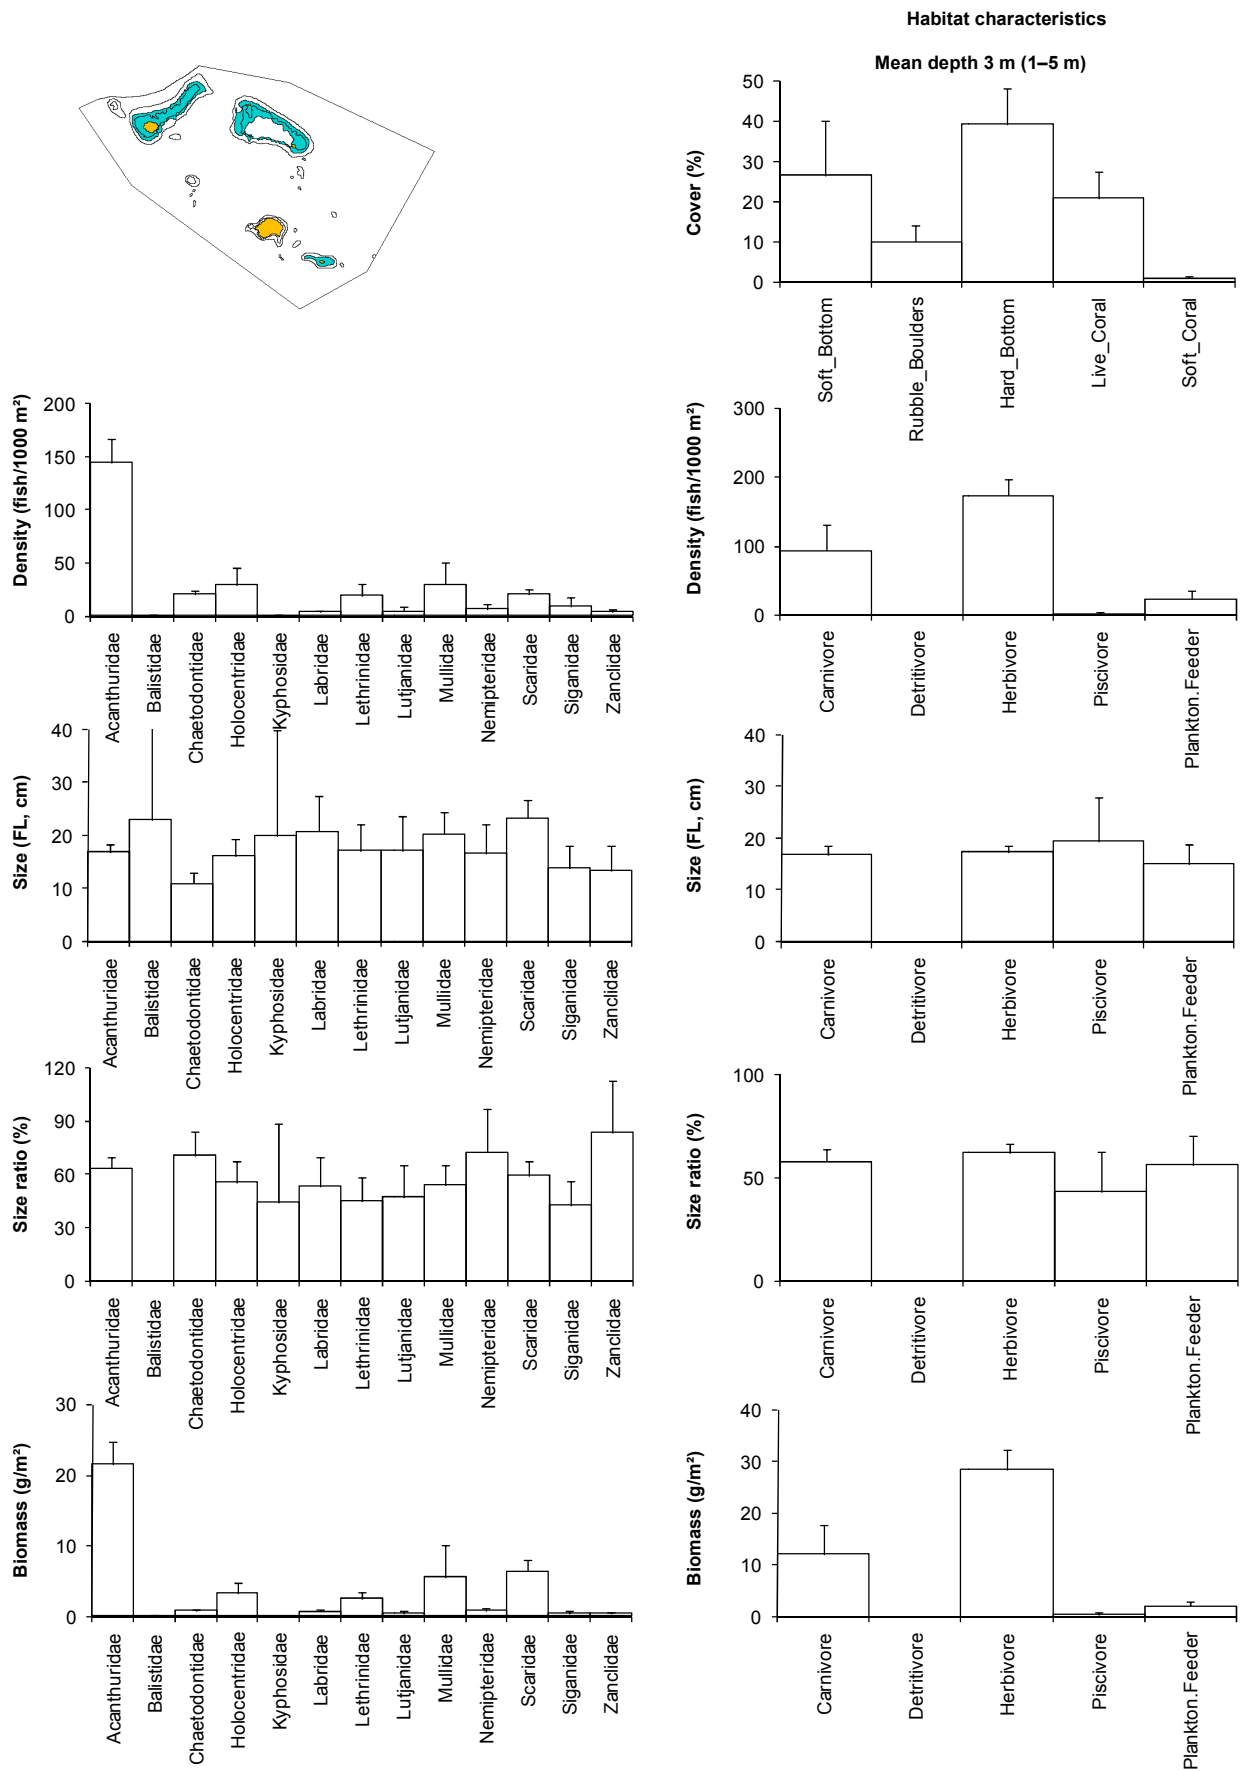 Habitat characteristics
Mean depth 3 m (1–5 m)
Cover (%)
50
40
30
20
10
0
Soft_Bottom
Rubble_Boulders
Hard_Bottom
Live_Coral
Soft_Coral
Density (fish/1000 m²)
200
150
100
50
0
Acanthuridae
Balistidae
Chaetodontidae
Holocentridae
Kyphosidae
Labridae
Lethrinidae
Lutjanidae
Mullidae
Nemipteridae
Scaridae
Siganidae
Zanclidae
Density (fish/1000 m²)
300
200
100
0
Carnivore
Detritivore
Herbivore
Piscivore
Plankton.Feeder
Size (FL, cm)
40
30
20
10
0
Acanthuridae
Balistidae
Chaetodontidae
Holocentridae
Kyphosidae
Labridae
Lethrinidae
Lutjanidae
Mullidae
Nemipteridae
Scaridae
Siganidae
Zanclidae
Size (FL, cm)
40
30
20
10
0
Carnivore
Detritivore
Herbivore
Piscivore
Plankton.Feeder
Size ratio (%)
120
90
60
30
0
Acanthuridae
Balistidae
Chaetodontidae
Holocentridae
Kyphosidae
Labridae
Lethrinidae
Lutjanidae
Mullidae
Nemipteridae
Scaridae
Siganidae
Zanclidae
Size ratio (%)
100
50
0
Carnivore
Detritivore
Herbivore
Piscivore
Plankton.Feeder
Biomass (g/m²)
30
20
10
0
Acanthuridae
Balistidae
Chaetodontidae
Holocentridae
Kyphosidae
Labridae
Lethrinidae
Lutjanidae
Mullidae
Nemipteridae
Scaridae
Siganidae
Zanclidae
Biomass (g/m²)
40
30
20
10
0
Carnivore
Detritivore
Herbivore
Piscivore
Plankton.Feeder